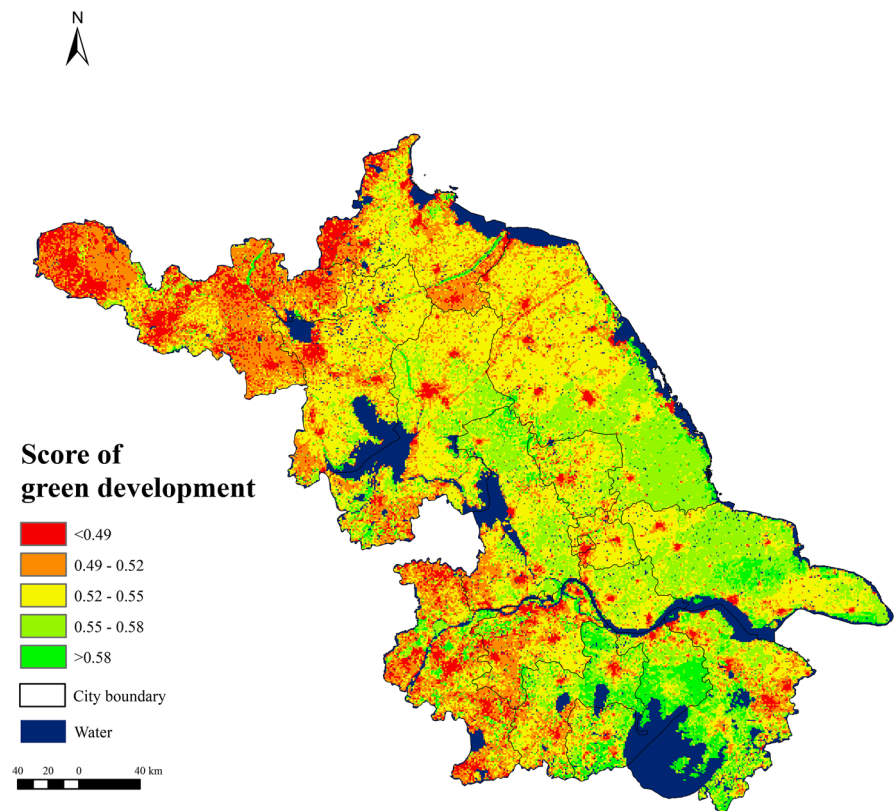 N
Score of
green development
<0.49
0.49 - 0.52
0.52 - 0.55
0.55 - 0.58
>0.58
City boundary
Water
40 20 0 40 km